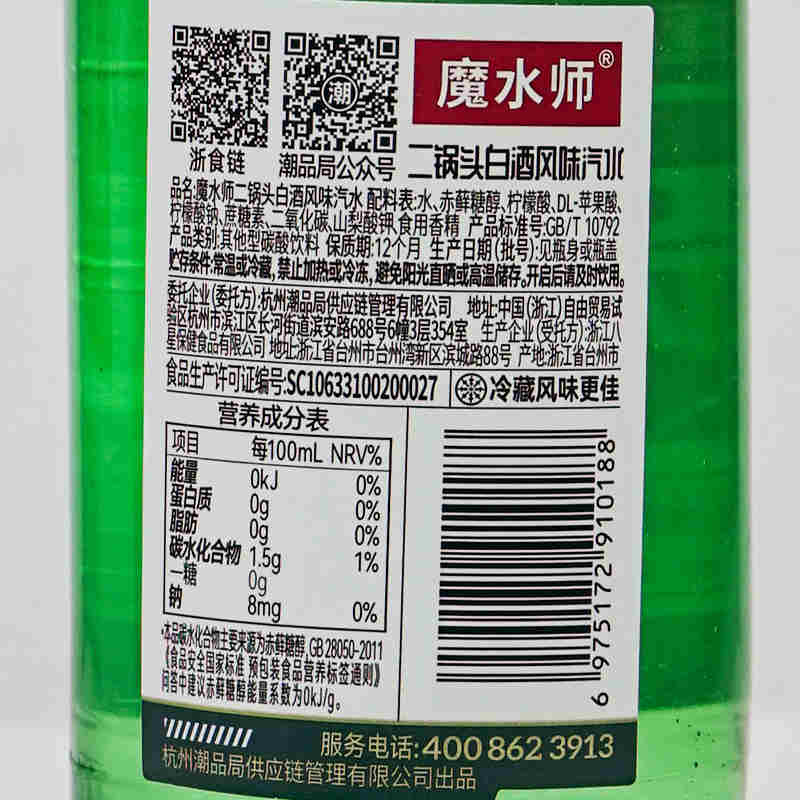 浙食链
潮
潮品局公众号
魔水师®
二锅头白酒风味汽水
品名:魔水师二锅头白酒风味汽水 配料表:水、赤藓糖醇、柠檬酸、DL-苹果酸、
柠檬酸钠、蔗糖素、二氧化碳、山梨酸钾、食用香精 产品标准号:GB/T 10792
产品类别:其他型碳酸饮料 保质期:12个月 生产日期(批号):见瓶身或瓶盖
贮存条件:常温或冷藏,禁止加热或冷冻,避免阳光直晒或高温储存。开启后请及时饮用。
委托企业(委托方):杭州潮品局供应链管理有限公司 地址:中国(浙江)自由贸易试
验区杭州市滨江区长河街道滨安路688号6幢3层354室 生产企业(受托方):浙江八
星保健食品有限公司 地址:浙江省台州市台州湾新区滨城路88号 产地:浙江省台州市
食品生产许可证编号:SC10633100200027
冷藏风味更佳
营养成分表
项目 每100mL NRV%
能量 0kJ 0%
蛋白质 0g 0%
脂肪 0g 0%
碳水化合物 1.5g 1%
—糖 0g
钠 8mg 0%
*本品碳水化合物主要来源为赤藓糖醇,GB 28050-2011
《食品安全国家标准 预包装食品营养标签通则》
问答中建议赤藓糖醇能量系数为0kJ/g。
6 975172 910188
服务电话:400 862 3913
杭州潮品局供应链管理有限公司出品